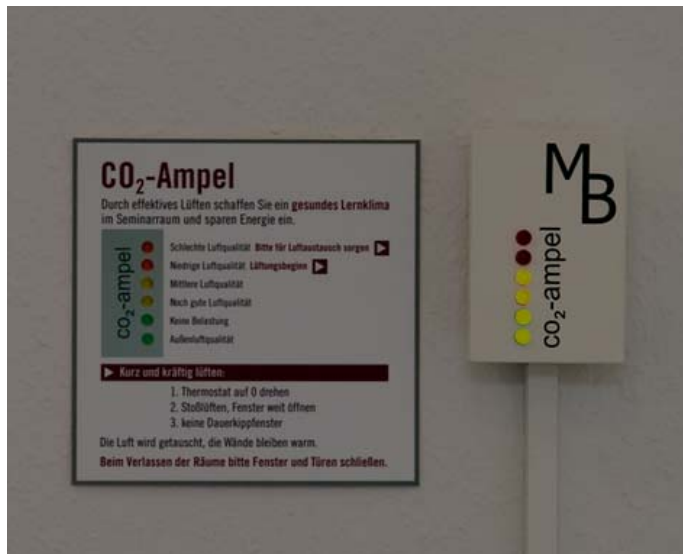 CO₂-Ampel
Durch effektives Lüften schaffen Sie ein gesundes Lernklima
im Seminarraum und sparen Energie ein.
co₂-ampel
Schlechte Luftqualität Bitte für Luftaustausch sorgen
Niedrige Luftqualität Lüftungsbeginn
Mittlere Luftqualität
Noch gute Luftqualität
Keine Belastung
Außenluftqualität
Kurz und kräftig lüften:
1. Thermostat auf 0 drehen
2. Stoßlüften, Fenster weit öffnen
3. keine Dauerkippfenster
Die Luft wird getauscht, die Wände bleiben warm.
Beim Verlassen der Räume bitte Fenster und Türen schließen.
MB
co₂-ampel